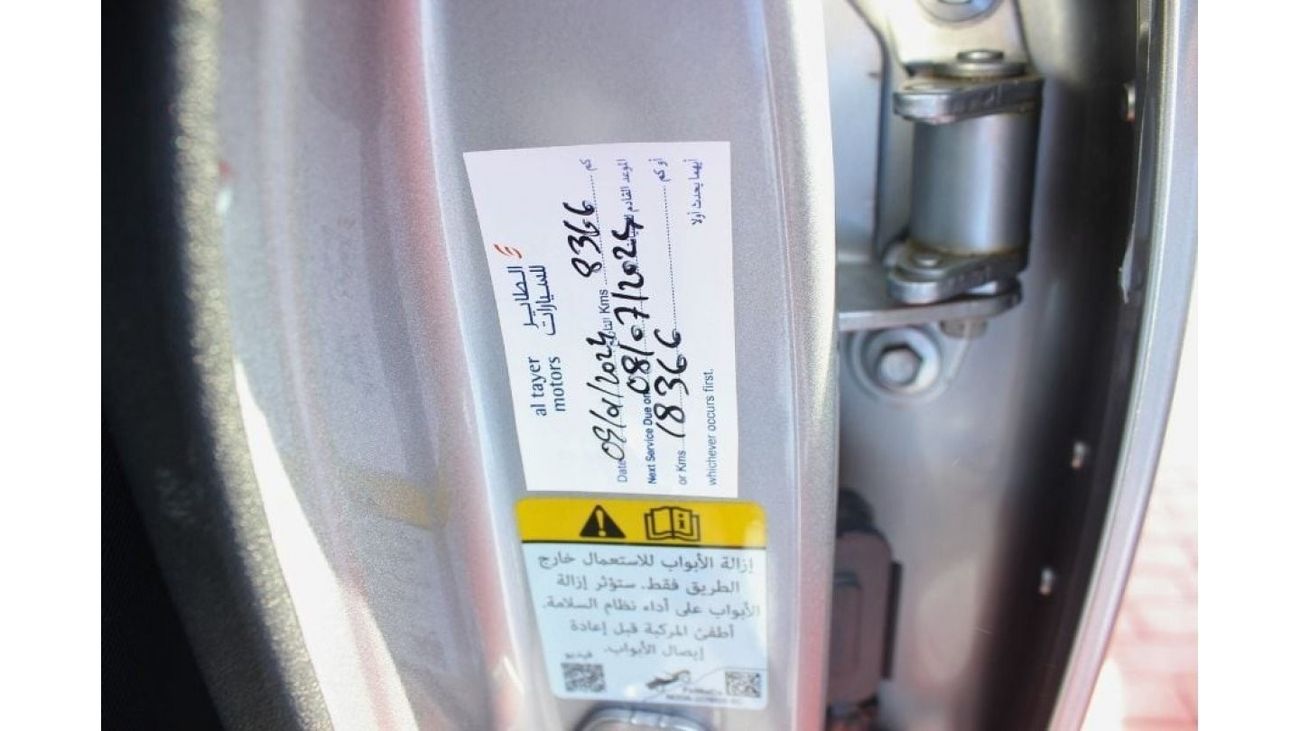 al tayer الطاير
motors للسيارات
Date 09/01/2024 التاريخ Kms 8366 كم
Next Service Due on 08/07/2024 الموعد القادم
or Kms 18366 أو كم
whichever occurs first. أيهما يحدث أولا
إزالة الأبواب للاستعمال خارج
الطريق فقط. ستؤثر إزالة
الأبواب على أداء نظام السلامة.
أطفئ المركبة قبل إعادة
إيصال الأبواب.
فيديو